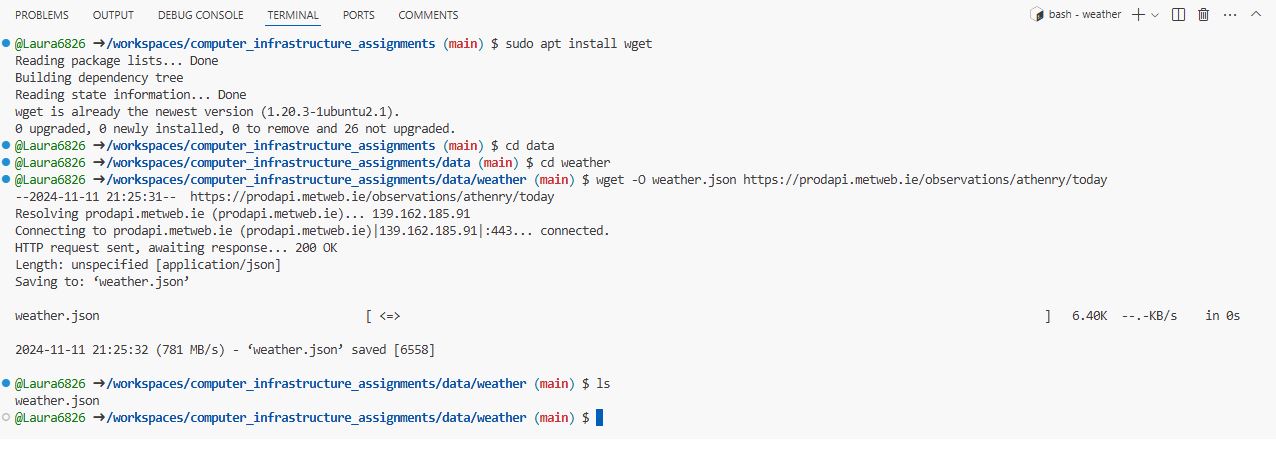 PROBLEMS OUTPUT DEBUG CONSOLE TERMINAL PORTS COMMENTS bash - weather
@Laura6826 ➜/workspaces/computer_infrastructure_assignments (main) $ sudo apt install wget
Reading package lists... Done
Building dependency tree
Reading state information... Done
wget is already the newest version (1.20.3-1ubuntu2.1).
0 upgraded, 0 newly installed, 0 to remove and 26 not upgraded.
@Laura6826 ➜/workspaces/computer_infrastructure_assignments (main) $ cd data
@Laura6826 ➜/workspaces/computer_infrastructure_assignments/data (main) $ cd weather
@Laura6826 ➜/workspaces/computer_infrastructure_assignments/data/weather (main) $ wget -O weather.json https://prodapi.metweb.ie/observations/athenry/today
--2024-11-11 21:25:31--  https://prodapi.metweb.ie/observations/athenry/today
Resolving prodapi.metweb.ie (prodapi.metweb.ie)... 139.162.185.91
Connecting to prodapi.metweb.ie (prodapi.metweb.ie)|139.162.185.91|:443... connected.
HTTP request sent, awaiting response... 200 OK
Length: unspecified [application/json]
Saving to: ‘weather.json’
weather.json [ <=> ] 6.40K --.-KB/s in 0s
2024-11-11 21:25:32 (781 MB/s) - ‘weather.json’ saved [6558]
@Laura6826 ➜/workspaces/computer_infrastructure_assignments/data/weather (main) $ ls
weather.json
@Laura6826 ➜/workspaces/computer_infrastructure_assignments/data/weather (main) $